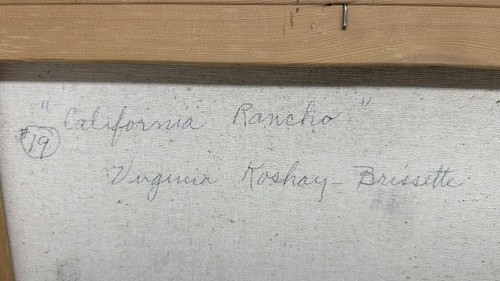 "California Rancho"
#19
Virginia Koshay-Brissette